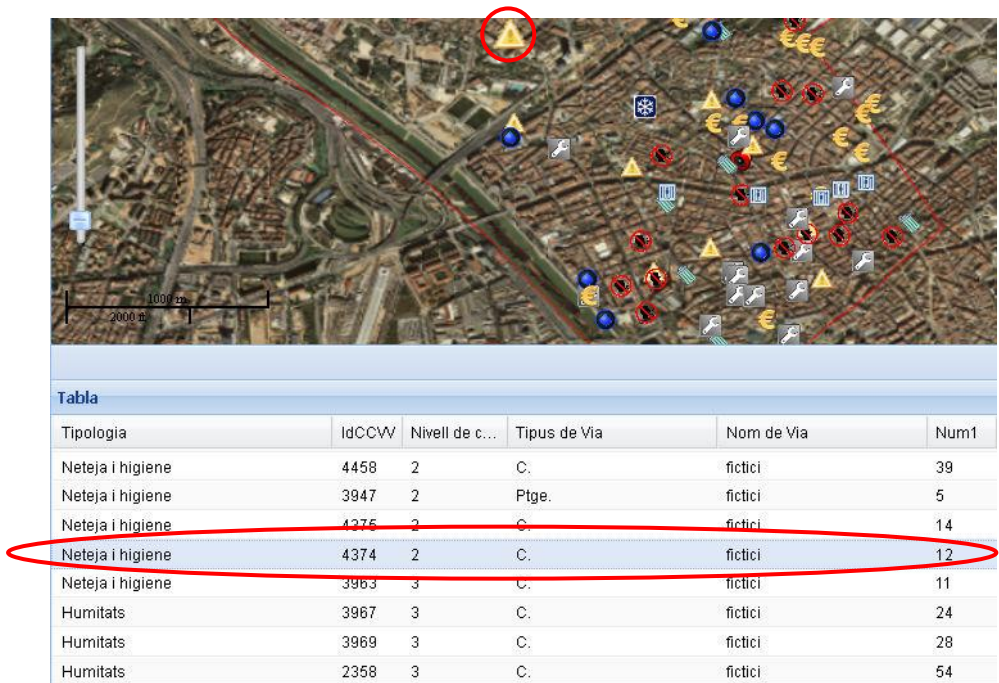 1000 m
2000 ft
Tabla
Tipologia IdCCVV Nivell de c... Tipus de Via Nom de Via Num1
Neteja i higiene 4458 2 C. fictici 39
Neteja i higiene 3947 2 Ptge. fictici 5
Neteja i higiene 4375 2 C. fictici 14
Neteja i higiene 4374 2 C. fictici 12
Neteja i higiene 3963 3 C. fictici 11
Humitats 3967 3 C. fictici 24
Humitats 3969 3 C. fictici 28
Humitats 2358 3 C. fictici 54